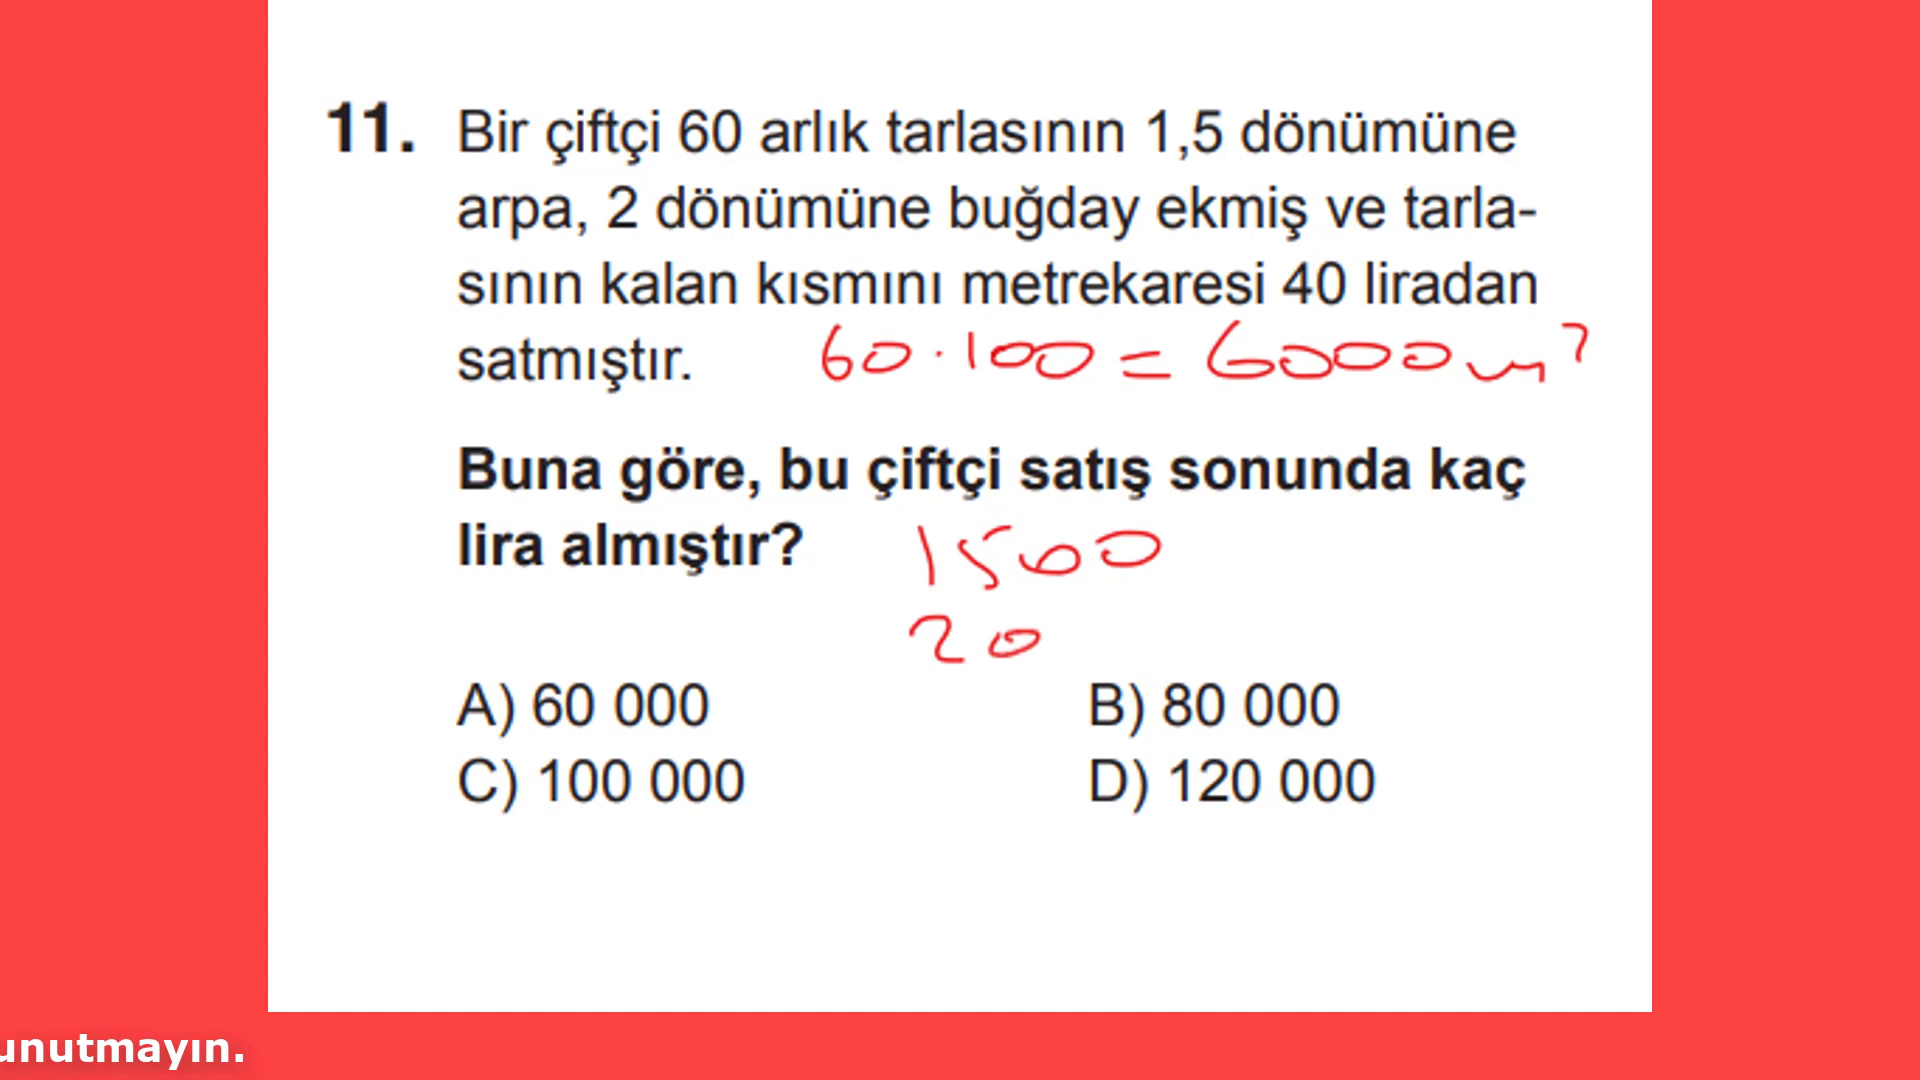 11. Bir çiftçi 60 arlık tarlasının 1,5 dönümüne
arpa, 2 dönümüne buğday ekmiş ve tarla-
sının kalan kısmını metrekaresi 40 liradan
satmıştır. 60 · 100 = 6000 m²
Buna göre, bu çiftçi satış sonunda kaç
lira almıştır? 1500
20
A) 60 000 B) 80 000
C) 100 000 D) 120 000
unutmayın.